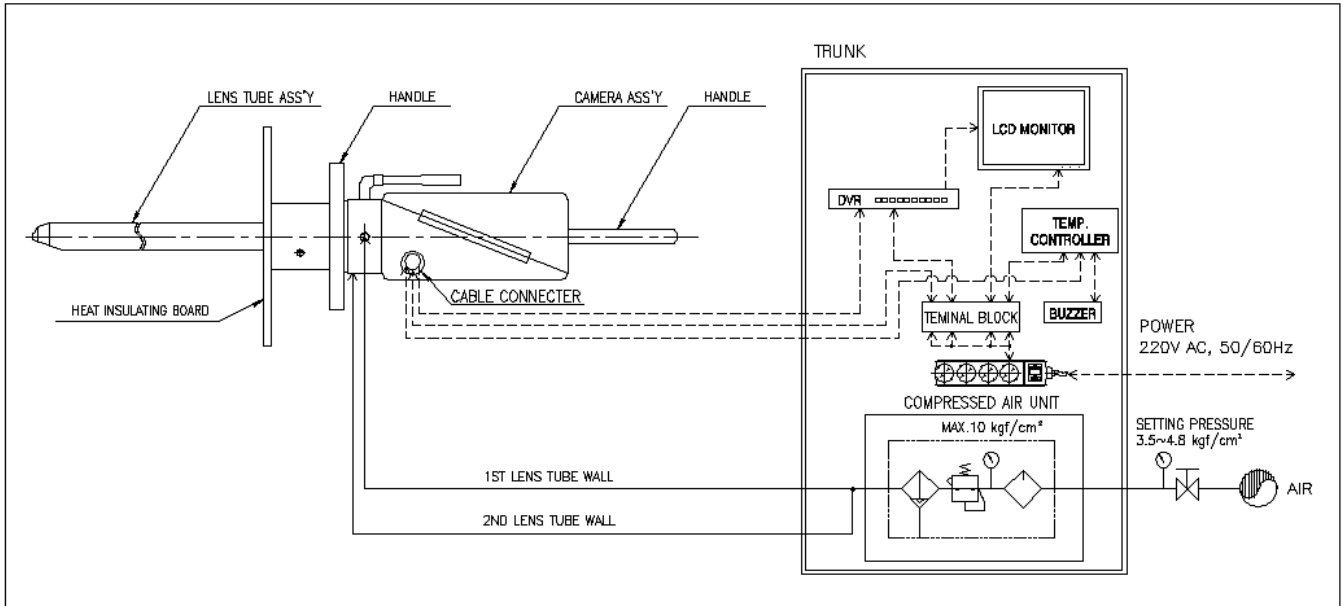 TRUNK
LENS TUBE ASS'Y
HANDLE
CAMERA ASS'Y
HANDLE
LCD MONITOR
DVR
TEMP.
CONTROLLER
CABLE CONNECTER
HEAT INSULATING BOARD
TEMINAL BLOCK
BUZZER
POWER
220V AC, 50/60Hz
COMPRESSED AIR UNIT
MAX.10 kgf/cm²
SETTING PRESSURE
3.5~4.8 kgf/cm²
1ST LENS TUBE WALL
AIR
2ND LENS TUBE WALL